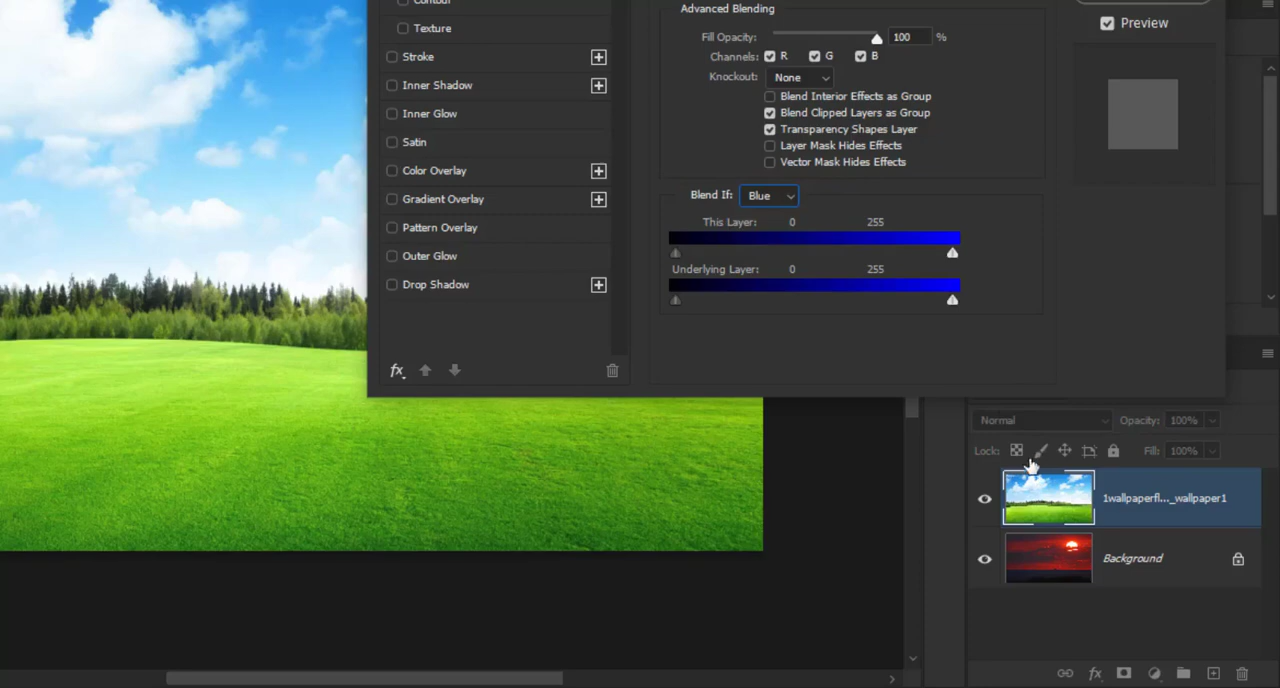 Contour
Texture
Stroke
Inner Shadow
Inner Glow
Satin
Color Overlay
Gradient Overlay
Pattern Overlay
Outer Glow
Drop Shadow
fx
Advanced Blending
Fill Opacity: 100 %
Channels: R G B
Knockout: None
Blend Interior Effects as Group
Blend Clipped Layers as Group
Transparency Shapes Layer
Layer Mask Hides Effects
Vector Mask Hides Effects
Blend If: Blue
This Layer: 0 255
Underlying Layer: 0 255
Preview
Normal Opacity: 100%
Lock: Fill: 100%
1wallpaperfl..._wallpaper1
Background
fx